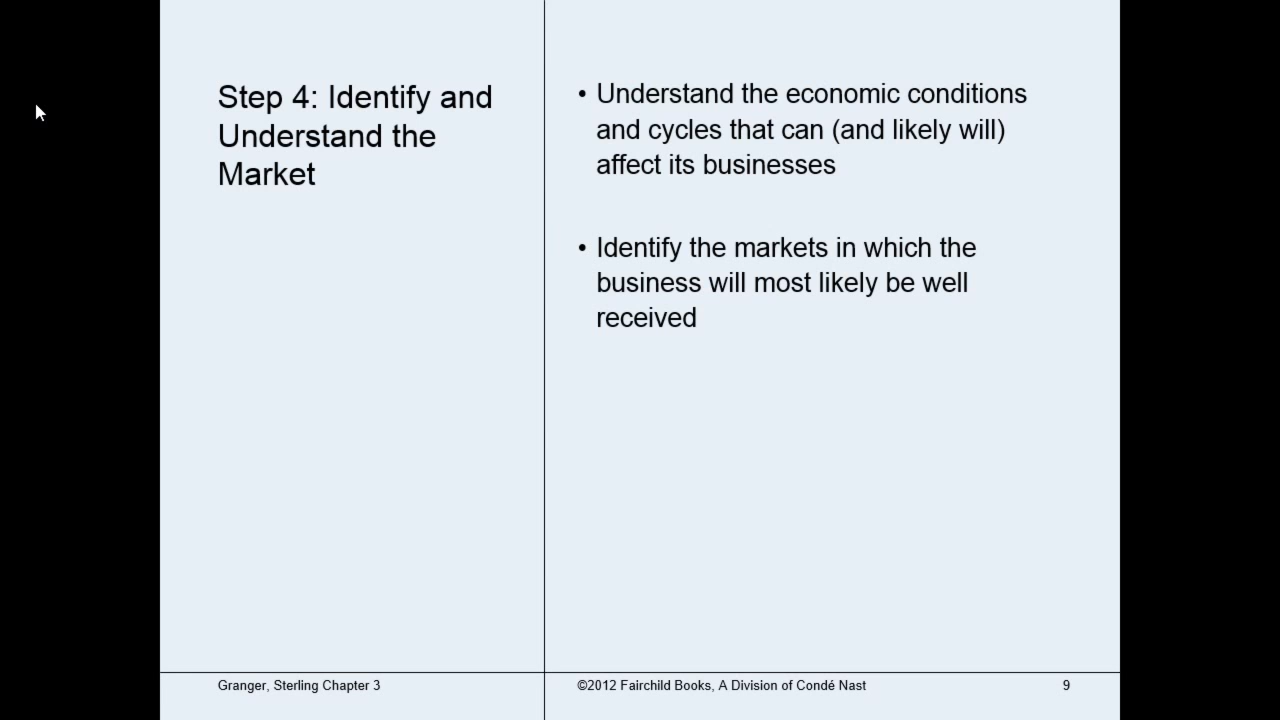 Step 4: Identify and
Understand the
Market
• Understand the economic conditions
and cycles that can (and likely will)
affect its businesses
• Identify the markets in which the
business will most likely be well
received
Granger, Sterling Chapter 3
©2012 Fairchild Books, A Division of Condé Nast
9